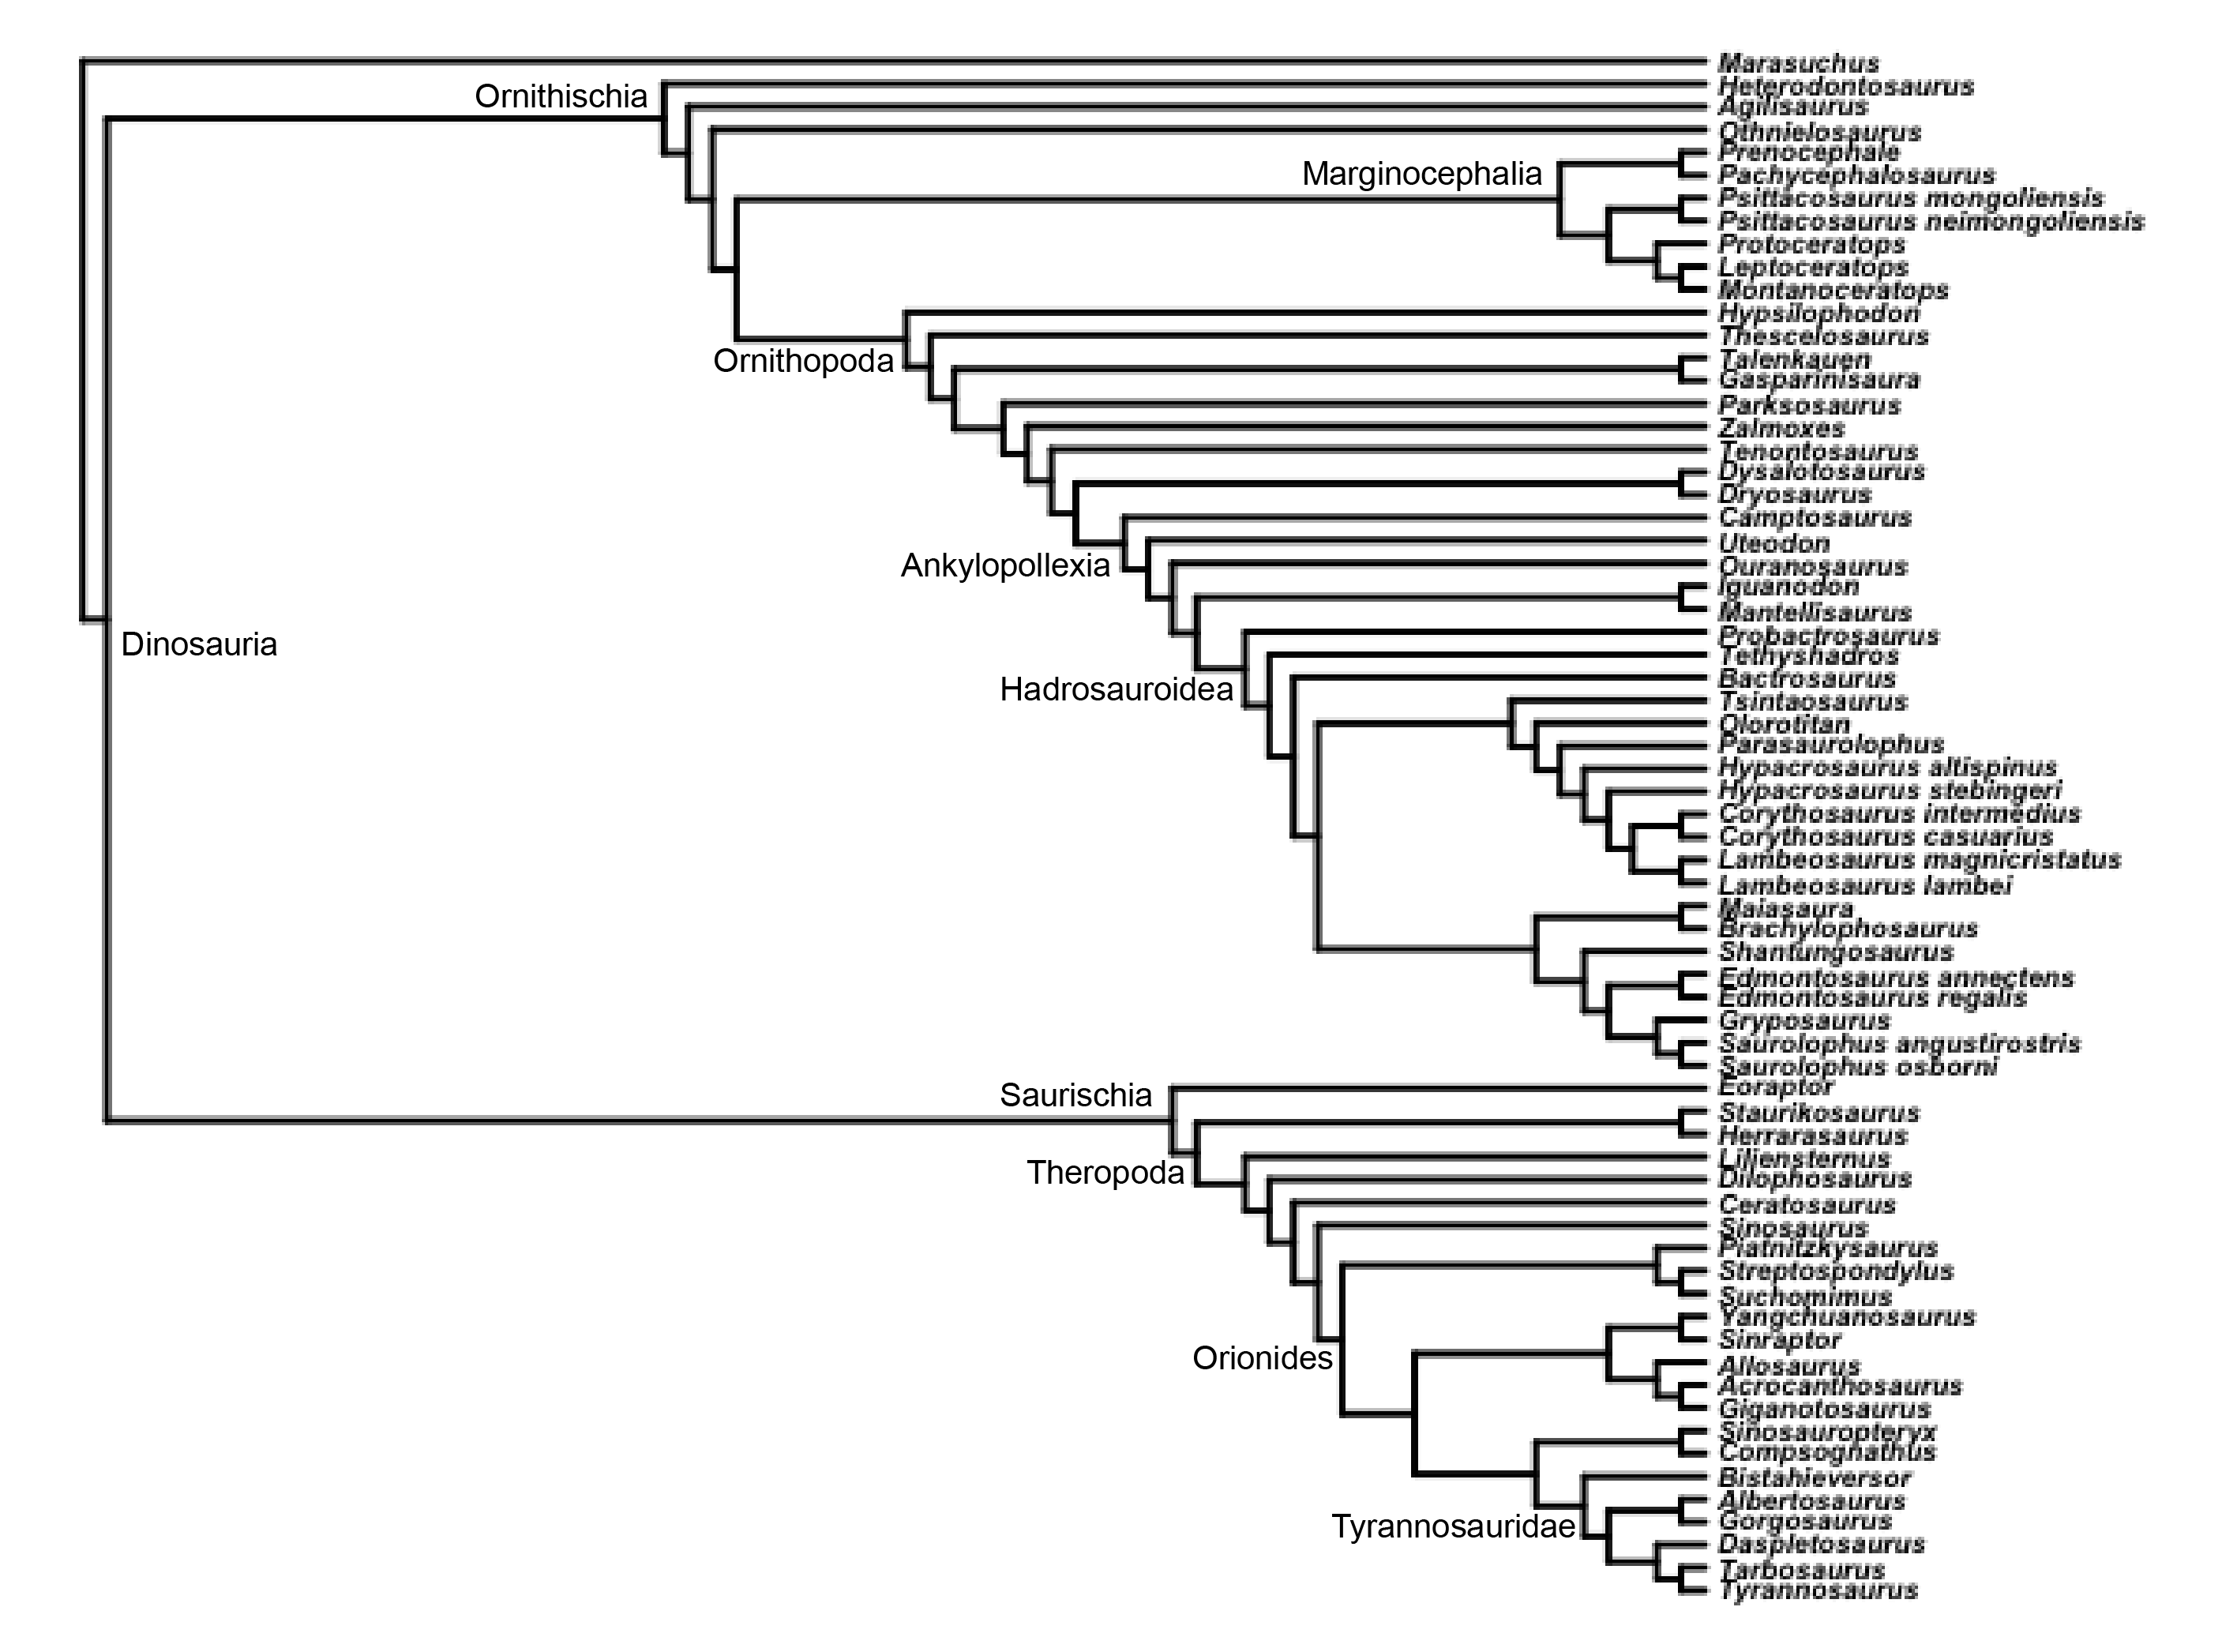 Marasuchus
Ornithischia
Heterodontosaurus
Agilisaurus
Othnielosaurus
Prenocephale
Marginocephalia
Pachycephalosaurus
Psittacosaurus mongoliensis
Psittacosaurus neimongoliensis
Protoceratops
Leptoceratops
Montanoceratops
Hypsilophodon
Thescelosaurus
Ornithopoda
Talenkauen
Gasparinisaura
Parksosaurus
Zalmoxes
Tenontosaurus
Dysalotosaurus
Dryosaurus
Camptosaurus
Uteodon
Ankylopollexia
Ouranosaurus
Iguanodon
Mantellisaurus
Probactrosaurus
Dinosauria
Tethyshadros
Bactrosaurus
Hadrosauroidea
Tsintaosaurus
Olorotitan
Parasaurolophus
Hypacrosaurus altispinus
Hypacrosaurus stebingeri
Corythosaurus intermedius
Corythosaurus casuarius
Lambeosaurus magnicristatus
Lambeosaurus lambei
Maiasaura
Brachylophosaurus
Shantungosaurus
Edmontosaurus annectens
Edmontosaurus regalis
Gryposaurus
Saurolophus angustirostris
Saurolophus osborni
Saurischia
Eoraptor
Staurikosaurus
Herrarasaurus
Theropoda
Liliensternus
Dilophosaurus
Ceratosaurus
Sinosaurus
Piatnitzkysaurus
Streptospondylus
Suchomimus
Yangchuanosaurus
Sinraptor
Orionides
Allosaurus
Acrocanthosaurus
Giganotosaurus
Sinosauropteryx
Compsognathus
Bistahieversor
Albertosaurus
Gorgosaurus
Tyrannosauridae
Daspletosaurus
Tarbosaurus
Tyrannosaurus